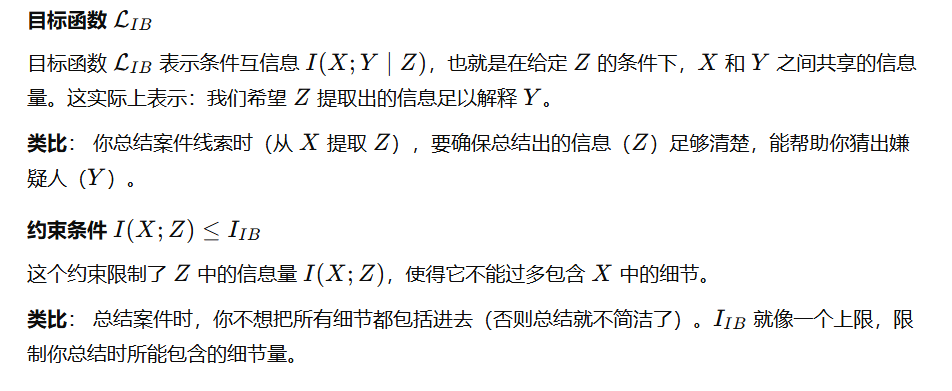 目标函数 $\mathcal{L}_{IB}$
目标函数 $\mathcal{L}_{IB}$ 表示条件互信息 $I(X;Y \mid Z)$，也就是在给定 $Z$ 的条件下，$X$ 和 $Y$ 之间共享的信息
量。这实际上表示：我们希望 $Z$ 提取出的信息足以解释 $Y$。
类比： 你总结案件线索时（从 $X$ 提取 $Z$），要确保总结出的信息（$Z$）足够清楚，能帮助你猜出嫌
疑人（$Y$）。
约束条件 $I(X;Z) \leq I_{IB}$
这个约束限制了 $Z$ 中的信息量 $I(X;Z)$，使得它不能过多包含 $X$ 中的细节。
类比： 总结案件时，你不想把所有细节都包括进去（否则总结就不简洁了）。$I_{IB}$ 就像一个上限，限
制你总结时所能包含的细节量。